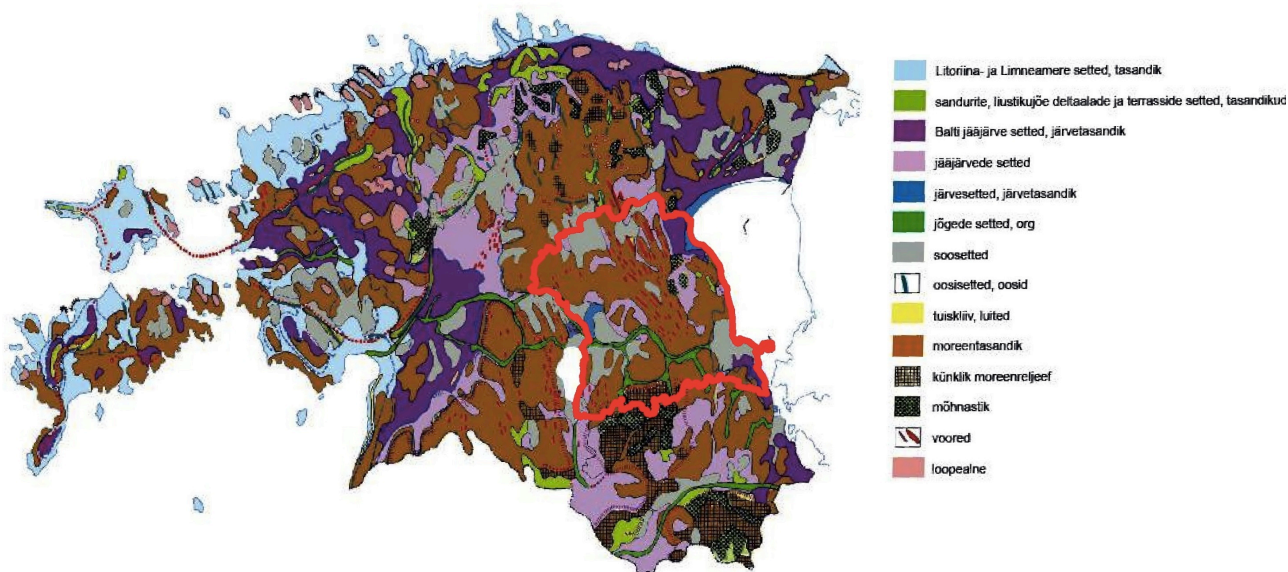 Litoriina- ja Limneamere setted, tasandik
sandurite, liustikujõe deltaalade ja terrasside setted, tasandikud
Balti jääjärve setted, järvetasandik
jääjärvede setted
järvesetted, järvetasandik
jõgede setted, org
soosetted
oosisetted, oosid
tuiskliiv, luited
moreentasandik
künklik moreenreljeef
mõhnastik
voored
loopealne